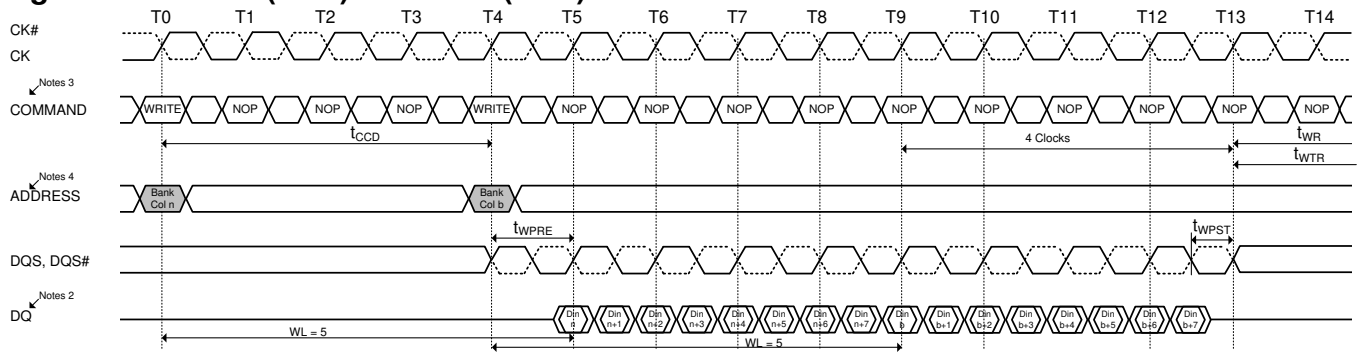 (
)
(
)
T0 T1 T2 T3 T4 T5 T6 T7 T8 T9 T10 T11 T12 T13 T14
CK#
CK
Notes 3
COMMAND WRITE NOP NOP NOP WRITE NOP NOP NOP NOP NOP NOP NOP NOP NOP NOP
tCCD 4 Clocks tWR
tWTR
Notes 4
ADDRESS
Bank Col n
Bank Col b
tWPRE tWPST
DQS, DQS#
Notes 2
DQ
Din n
Din n+1
Din n+2
Din n+3
Din n+4
Din n+5
Din n+6
Din n+7
Din b
Din b+1
Din b+2
Din b+3
Din b+4
Din b+5
Din b+6
Din b+7
WL = 5
WL = 5